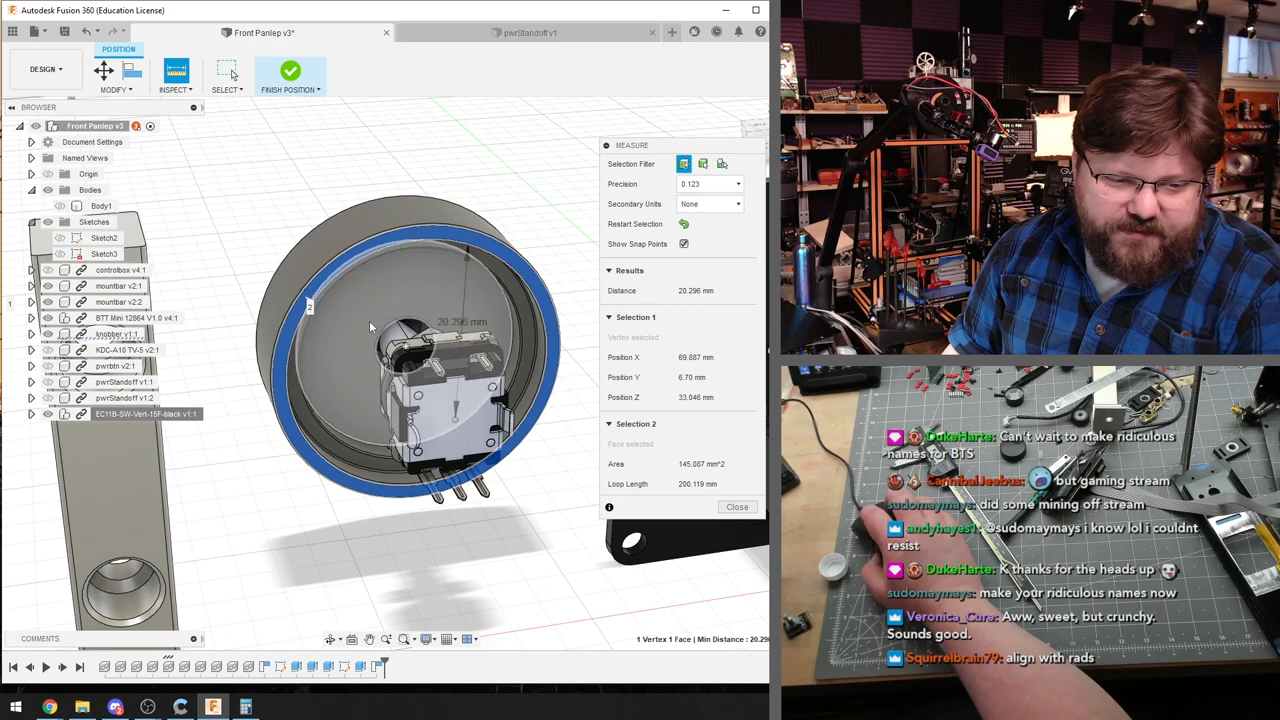 Autodesk Fusion 360 (Education License)
Front Panlep v3*
pwrStandoff v1
POSITION
DESIGN
MODIFY
INSPECT
SELECT
FINISH POSITION
BROWSER
Front Panlep v3
Document Settings
Named Views
Origin
Bodies
Body1
Sketches
Sketch2
Sketch3
controlbox v4:1
mountbar v2:1
mountbar v2:2
BTT Mini 12864 V1.0 v4:1
knobber v1:1
KDC-A10 TV-5 v2:1
pwrbtn v2:1
pwrStandoff v1:1
pwrStandoff v1:2
EC11B-SW-Vert-15F-black v1:1
2
20.296 mm
MEASURE
Selection Filter
Precision
0.123
Secondary Units
None
Restart Selection
Show Snap Points
Results
Distance
20.296 mm
Selection 1
Vertex selected
Position X
69.887 mm
Position Y
6.70 mm
Position Z
33.046 mm
Selection 2
Face selected
Area
145.087 mm^2
Loop Length
200.119 mm
Close
COMMENTS
1 Vertex 1 Face | Min Distance : 20.29
DukeHarte: Can't wait to make ridiculous
names for BTS
CannibalJeebus: but gaming stream
sudomaymays: did some mining off stream
andyhayes1: @sudomaymays i know lol i couldnt
resist
DukeHarte: K thanks for the heads up
sudomaymays: make your ridiculous names now
Veronica_Cure: Aww, sweet, but crunchy.
Sounds good.
Squirrelbrain79: align with rads